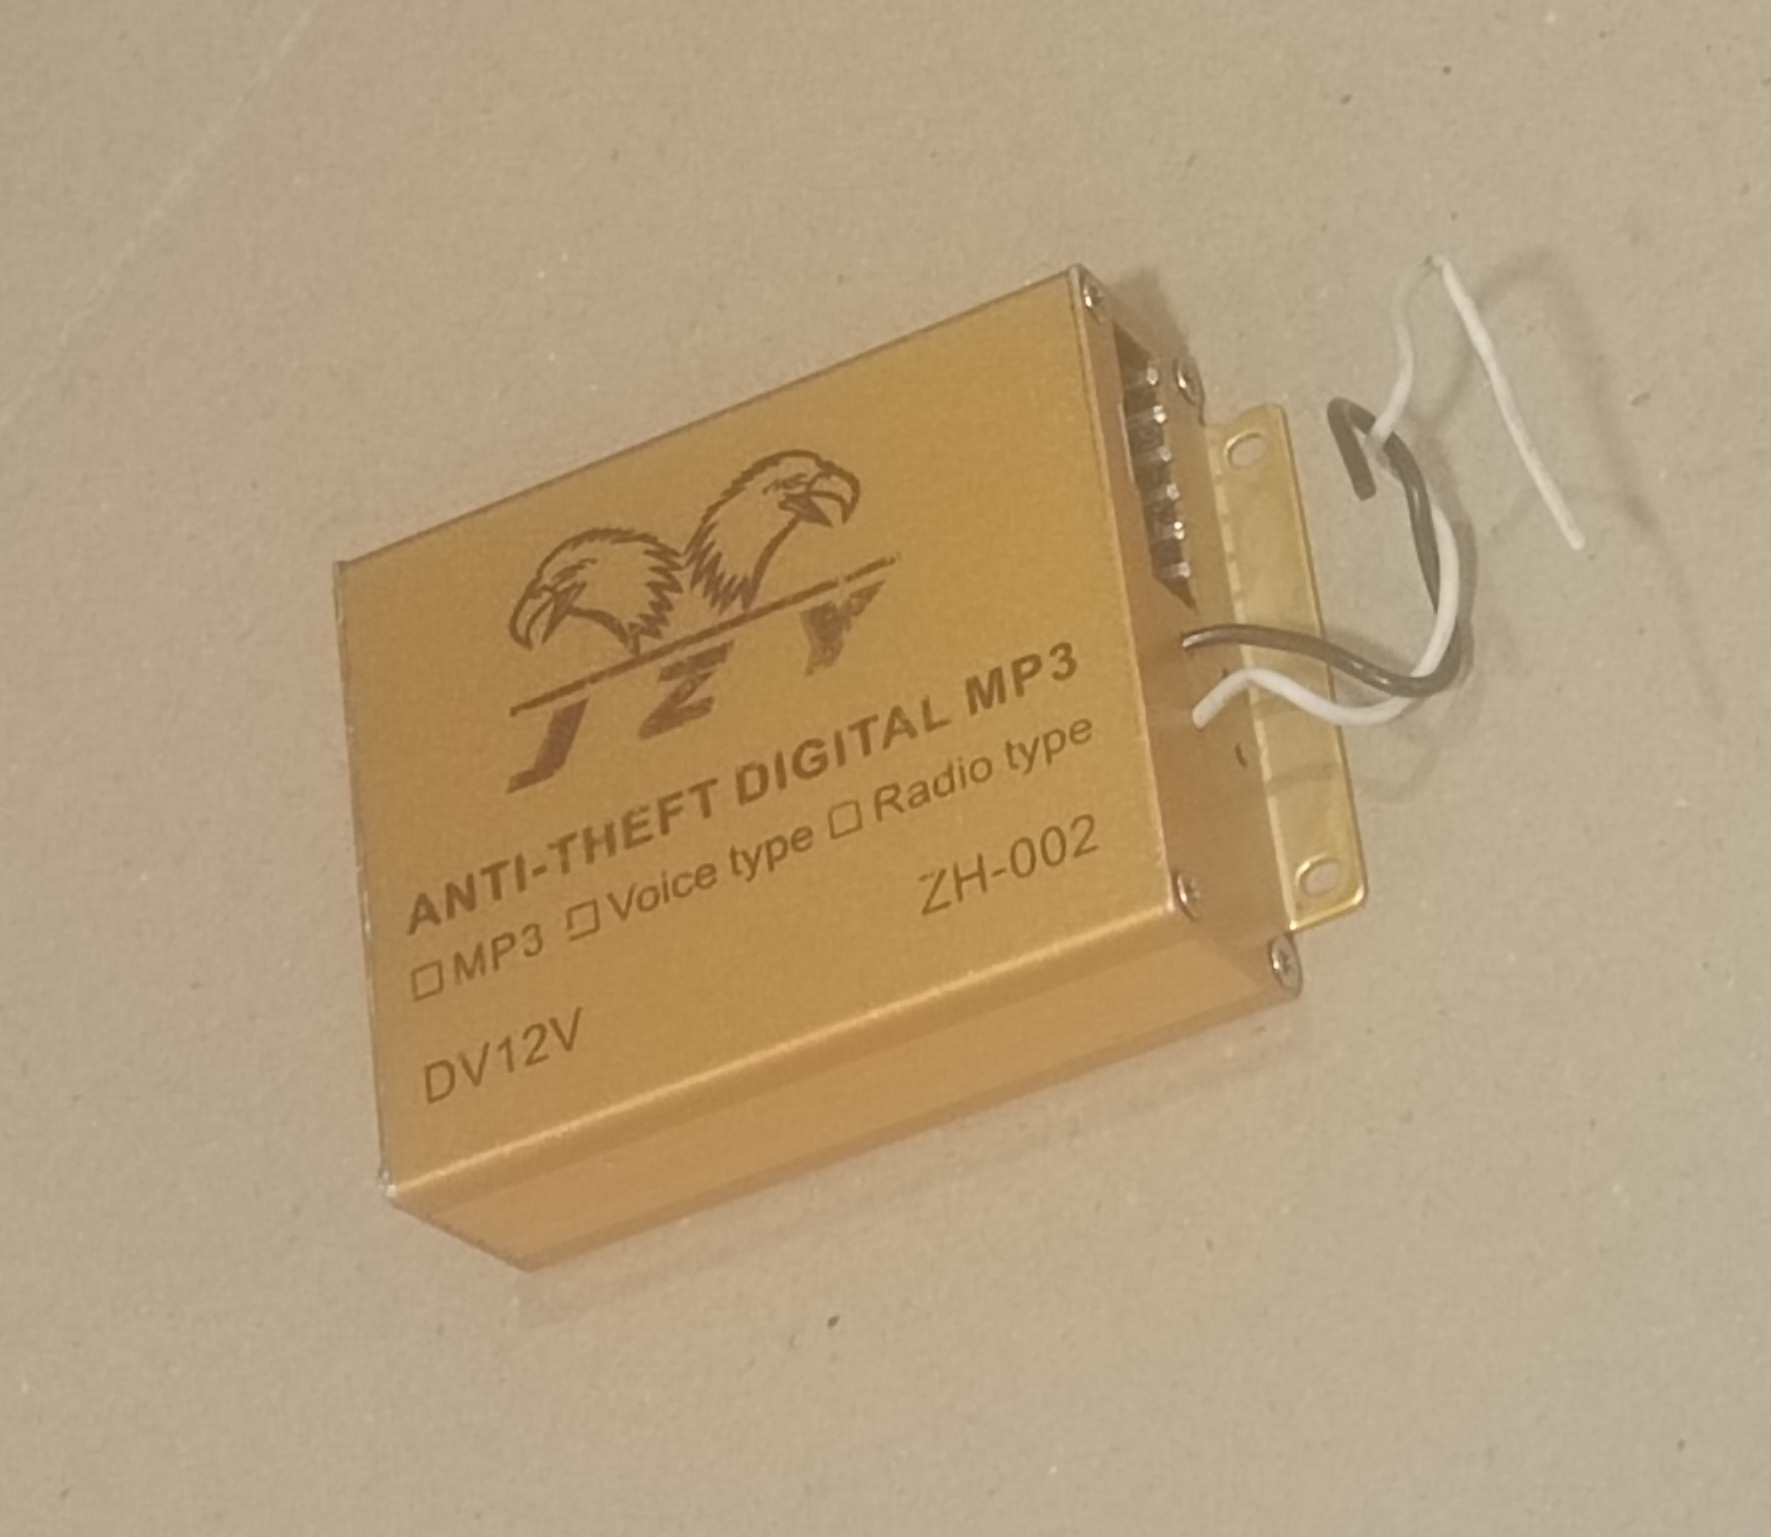 JZY
ANTI-THEFT DIGITAL MP3
□MP3 □Voice type □Radio type
ZH-002
DV12V